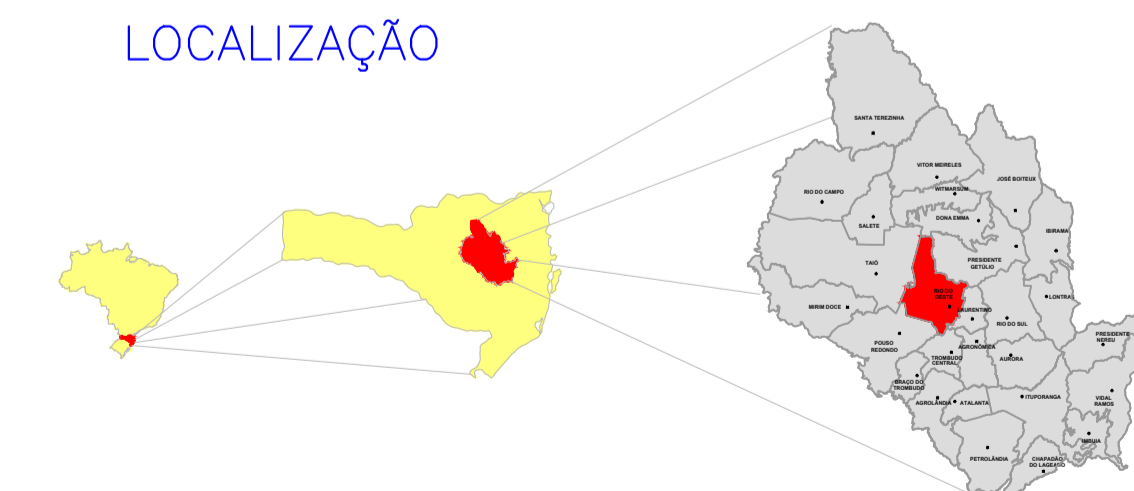 LOCALIZAÇÃO
SANTA TEREZINHA
VITOR MEIRELES
JOSÉ BOITEUX
RIO DO CAMPO
WITMARSUM
DONA EMMA
SALETE
IBIRAMA
TAIÓ
PRESIDENTE
GETÚLIO
RIO DO
OESTE
LONTRA
MIRIM DOCE
LAURENTINO
RIO DO SUL
PRESIDENTE
NEREU
POUSO
REDONDO
AGRONÔMICA
TROMBUDO
CENTRAL
AURORA
BRAÇO DO
TROMBUDO
AGROLÂNDIA
ATALANTA
ITUPORANGA
VIDAL
RAMOS
IMBUIA
PETROLÂNDIA
CHAPADÃO
DO LAGEADO